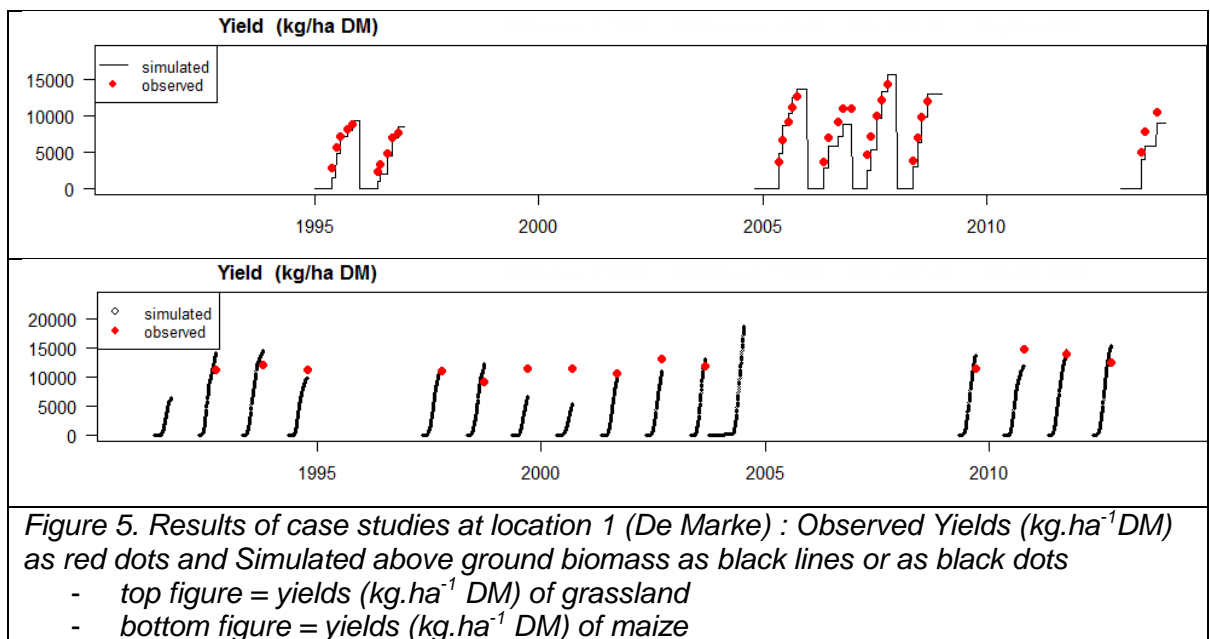 Yield (kg/ha DM)
simulated
observed
15000
10000
5000
0
1995
2000
2005
2010
Yield (kg/ha DM)
simulated
observed
20000
15000
10000
5000
0
1995
2000
2005
2010
Figure 5. Results of case studies at location 1 (De Marke) : Observed Yields (kg.ha⁻¹DM)
as red dots and Simulated above ground biomass as black lines or as black dots
- top figure = yields (kg.ha⁻¹ DM) of grassland
- bottom figure = yields (kg.ha⁻¹ DM) of maize